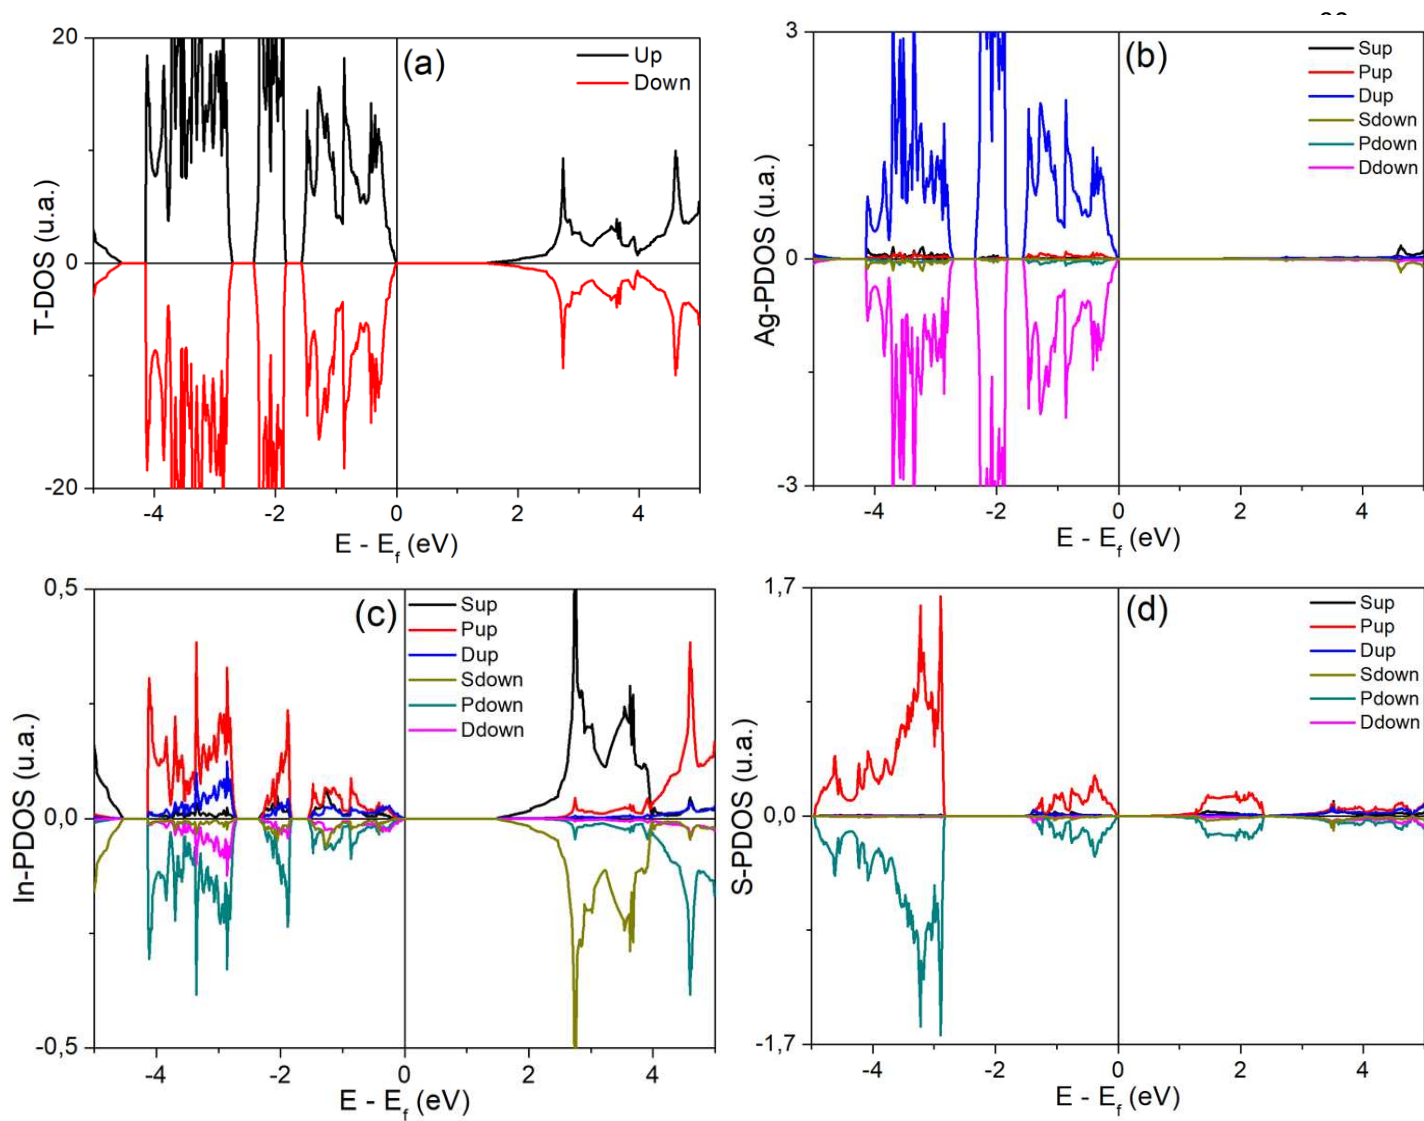 20
(a)
Up
Down
T-DOS (u.a.)
0
-20
-4
-2
0
2
4
E - Ef (eV)
3
(b)
Sup
Pup
Dup
Sdown
Pdown
Ddown
Ag-PDOS (u.a.)
0
-3
-4
-2
0
2
4
E - Ef (eV)
0,5
(c)
Sup
Pup
Dup
Sdown
Pdown
Ddown
In-PDOS (u.a.)
0,0
-0,5
-4
-2
0
2
4
E - Ef (eV)
1,7
(d)
Sup
Pup
Dup
Sdown
Pdown
Ddown
S-PDOS (u.a.)
0,0
-1,7
-4
-2
0
2
4
E - Ef (eV)